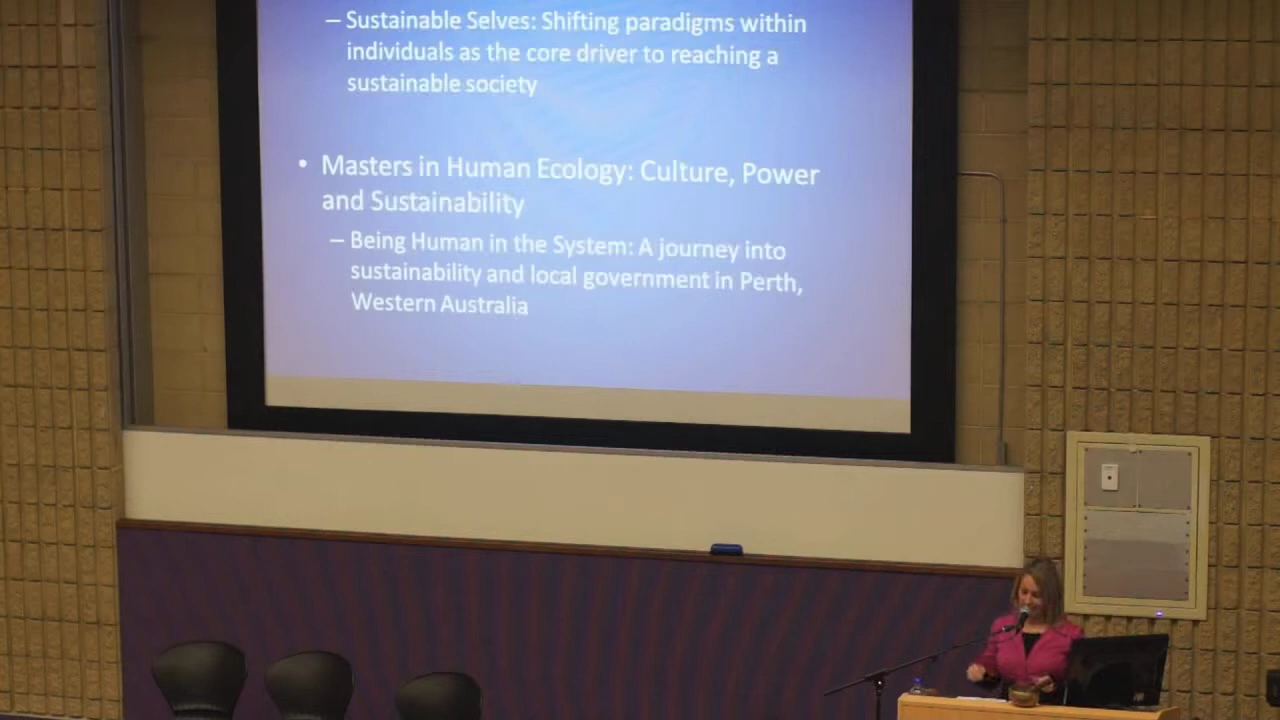 – Sustainable Selves: Shifting paradigms within
individuals as the core driver to reaching a
sustainable society
• Masters in Human Ecology: Culture, Power
and Sustainability
– Being Human in the System: A journey into
sustainability and local government in Perth,
Western Australia